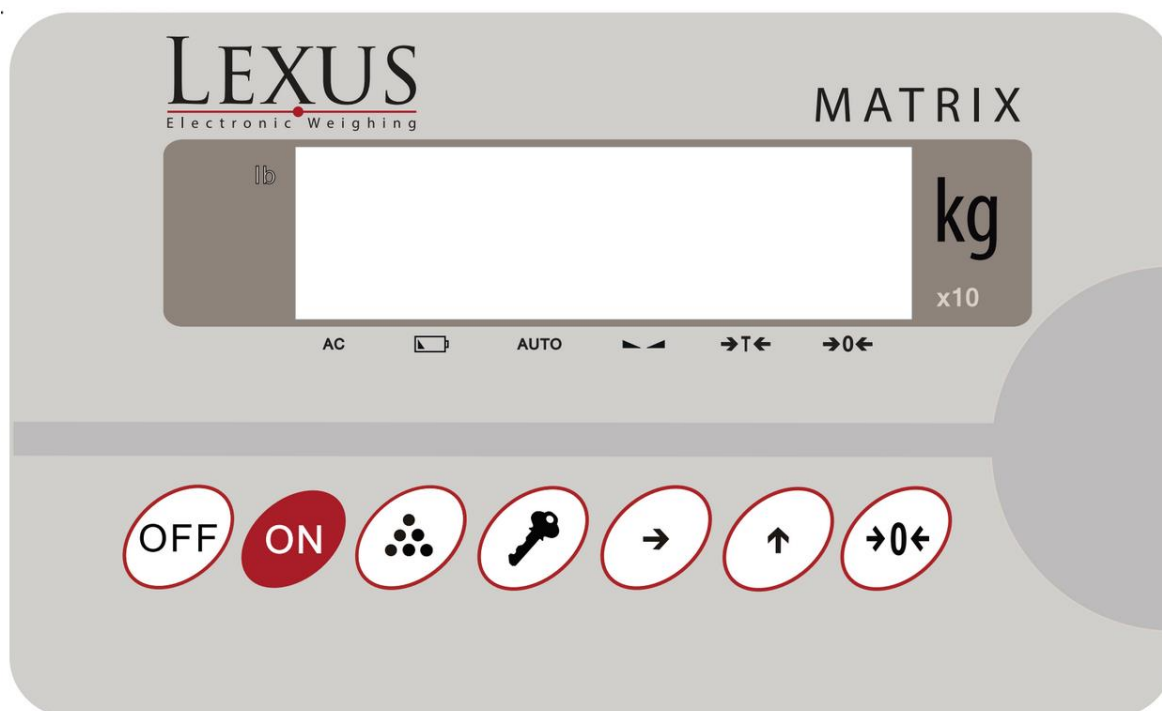 LEXUS
Electronic Weighing
MATRIX
lb
kg
x10
AC AUTO →T← →0←
OFF ON → ↑ →0←